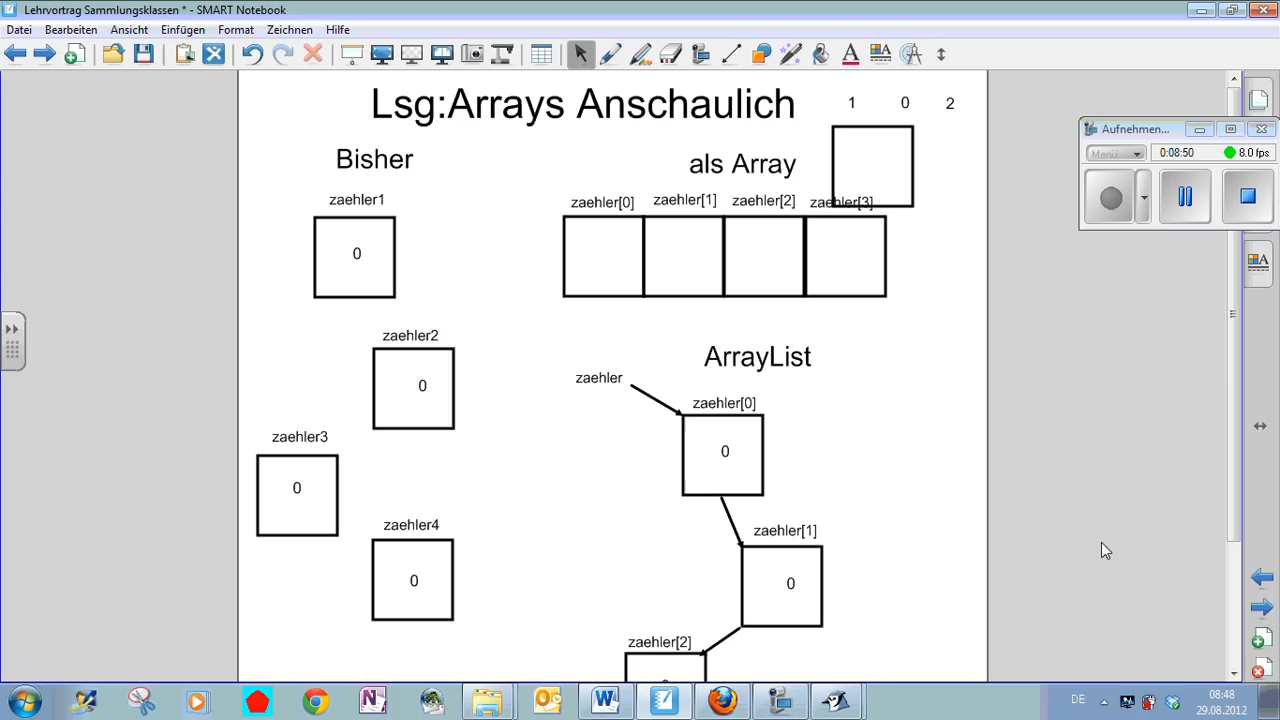 Lehrvortrag Sammlungsklassen * - SMART Notebook
Datei Bearbeiten Ansicht Einfügen Format Zeichnen Hilfe
Lsg:Arrays Anschaulich
1 0 2
Aufnehmen...
Menü 0:08:50 8.0 fps
Bisher
als Array
zaehler1
zaehler[0] zaehler[1] zaehler[2] zaehler[3]
0
zaehler2
0
ArrayList
zaehler
zaehler[0]
0
zaehler3
0
zaehler4
0
zaehler[1]
0
zaehler[2]
DE
08:48
29.08.2012